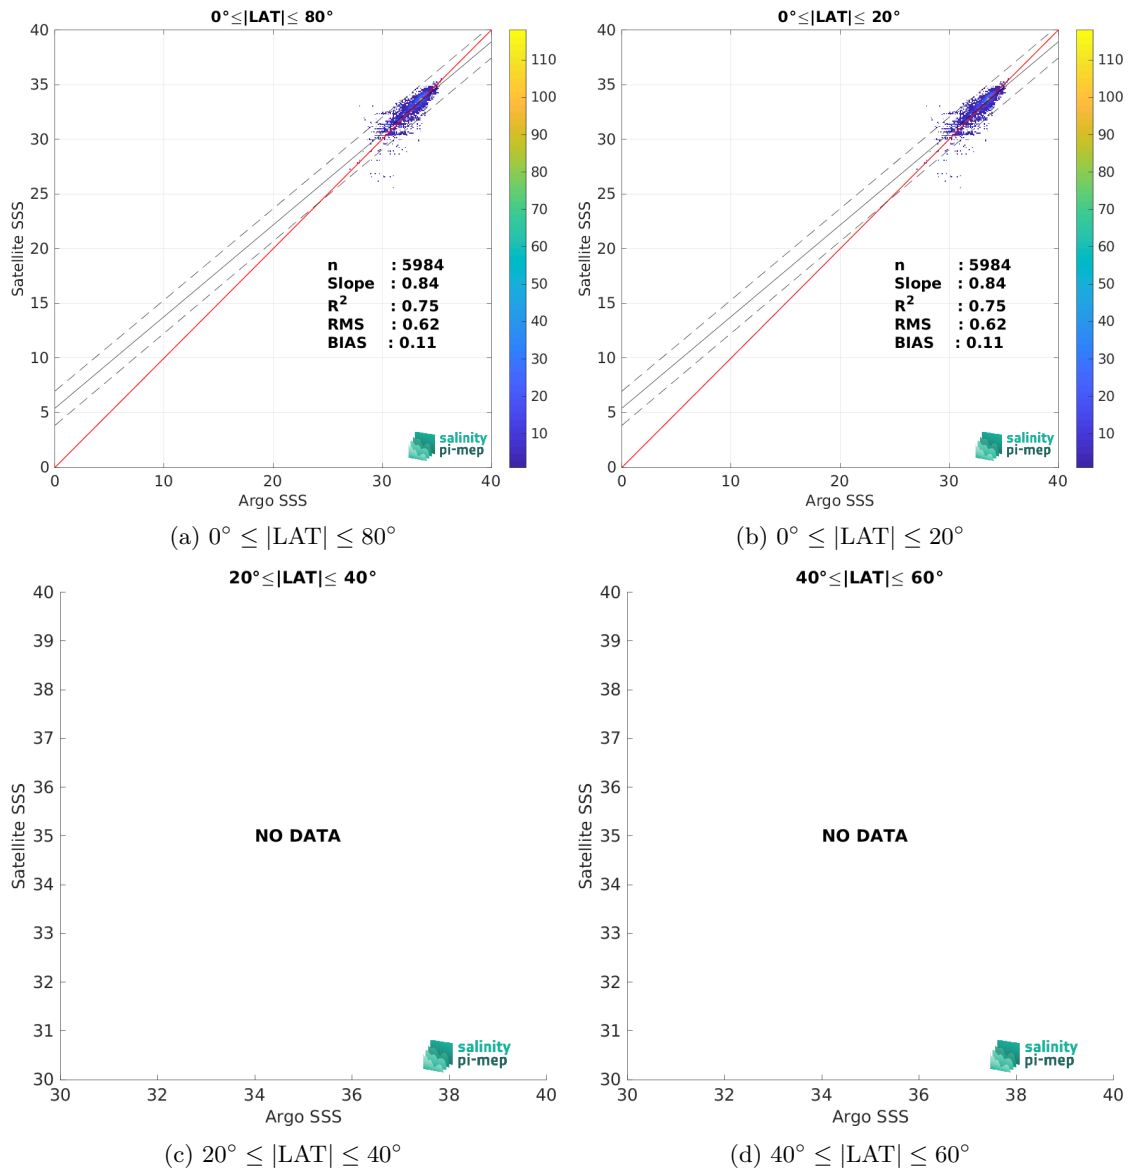 0°≤|LAT|≤ 80°
40
35
30
25
20
15
10
5
0
Satellite SSS
0
10
20
30
40
Argo SSS
n : 5984
Slope : 0.84
R² : 0.75
RMS : 0.62
BIAS : 0.11
salinity
pi-mep
110
100
90
80
70
60
50
40
30
20
10
(a) 0° ≤ |LAT| ≤ 80°
0°≤|LAT|≤ 20°
40
35
30
25
20
15
10
5
0
Satellite SSS
0
10
20
30
40
Argo SSS
n : 5984
Slope : 0.84
R² : 0.75
RMS : 0.62
BIAS : 0.11
salinity
pi-mep
110
100
90
80
70
60
50
40
30
20
10
(b) 0° ≤ |LAT| ≤ 20°
20°≤|LAT|≤ 40°
40
39
38
37
36
35
34
33
32
31
30
Satellite SSS
NO DATA
salinity
pi-mep
30
32
34
36
38
40
Argo SSS
(c) 20° ≤ |LAT| ≤ 40°
40°≤|LAT|≤ 60°
40
39
38
37
36
35
34
33
32
31
30
Satellite SSS
NO DATA
salinity
pi-mep
30
32
34
36
38
40
Argo SSS
(d) 40° ≤ |LAT| ≤ 60°